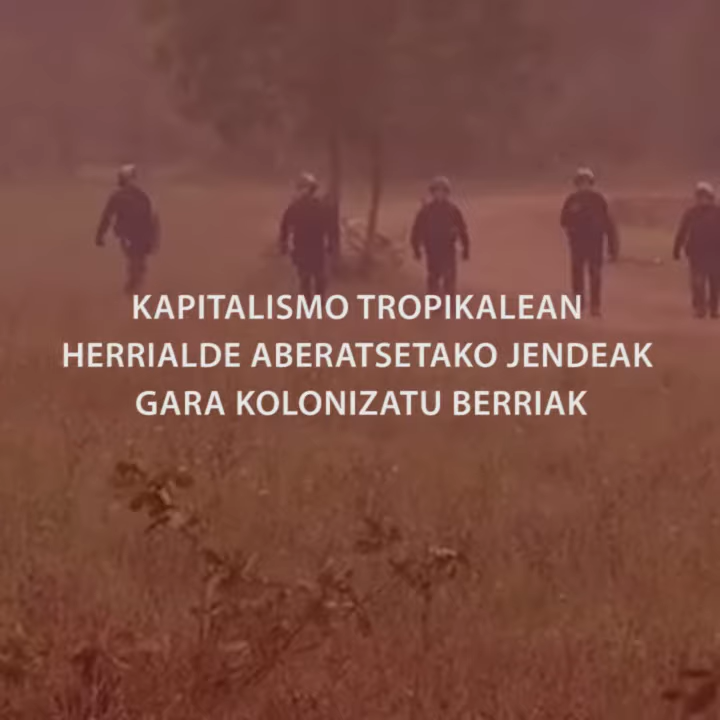 KAPITALISMO TROPIKALEAN
HERRIALDE ABERATSETAKO JENDEAK
GARA KOLONIZATU BERRIAK